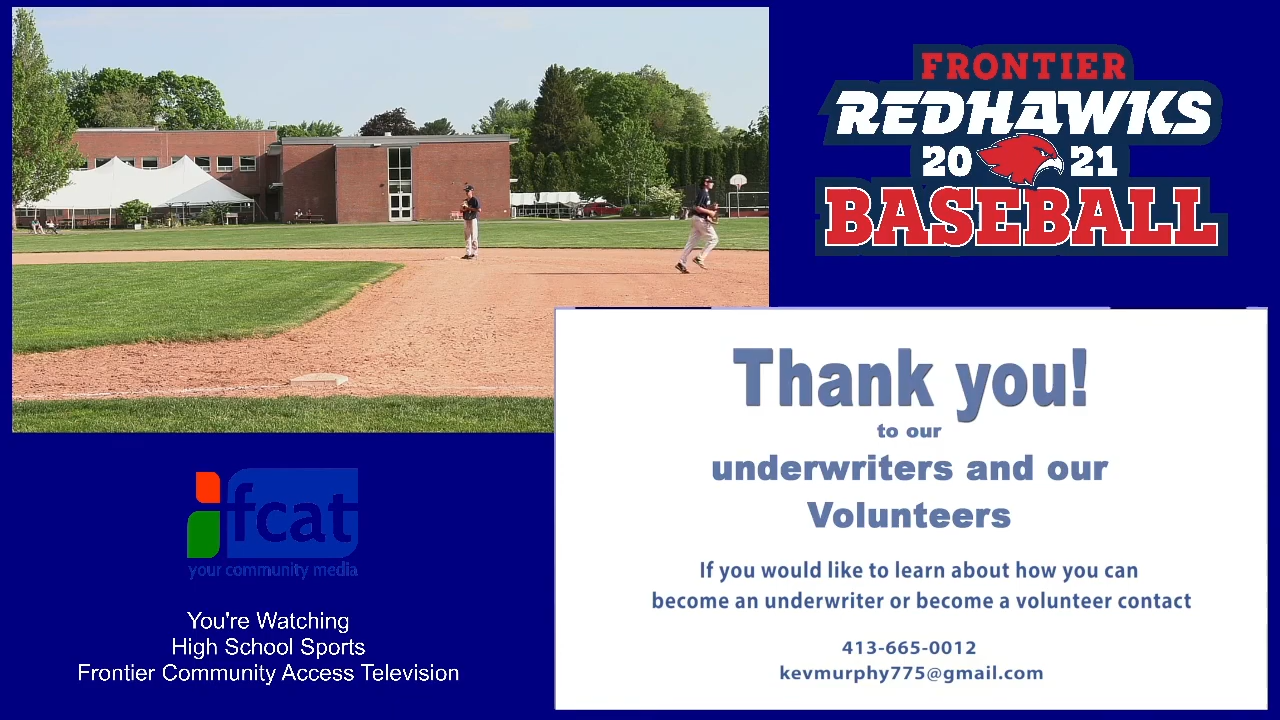 FRONTIER
REDHAWKS
20 21
BASEBALL
Thank you!
to our
underwriters and our
Volunteers
If you would like to learn about how you can
become an underwriter or become a volunteer contact
413-665-0012
kevmurphy775@gmail.com
fcat
your community media
You're Watching
High School Sports
Frontier Community Access Television